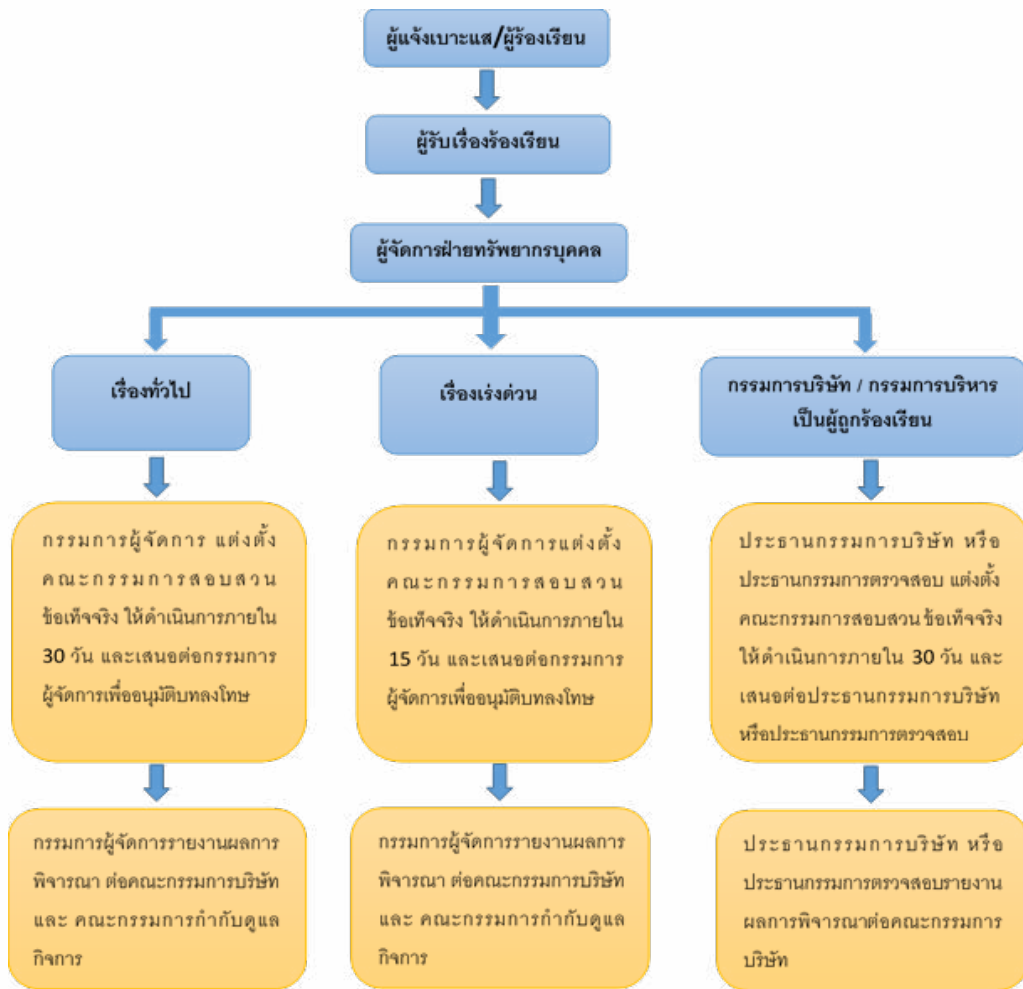 ผู้แจ้งเบาะแส/ผู้ร้องเรียน
ผู้รับเรื่องร้องเรียน
ผู้จัดการฝ่ายทรัพยากรบุคคล
เรื่องทั่วไป
เรื่องเร่งด่วน
กรรมการบริษัท / กรรมการบริหาร
เป็นผู้ถูกร้องเรียน
กรรมการผู้จัดการ แต่งตั้ง
คณะกรรมการสอบสวน
ข้อเท็จจริง ให้ดำเนินการภายใน
30 วัน และเสนอต่อกรรมการ
ผู้จัดการเพื่ออนุมัติบทลงโทษ
กรรมการผู้จัดการแต่งตั้ง
คณะกรรมการสอบสวน
ข้อเท็จจริง ให้ดำเนินการภายใน
15 วัน และเสนอต่อกรรมการ
ผู้จัดการเพื่ออนุมัติบทลงโทษ
ประธานกรรมการบริษัท หรือ
ประธานกรรมการตรวจสอบ แต่งตั้ง
คณะกรรมการสอบสวน ข้อเท็จจริง
ให้ดำเนินการภายใน 30 วัน และ
เสนอต่อประธานกรรมการบริษัท
หรือประธานกรรมการตรวจสอบ
กรรมการผู้จัดการรายงานผลการ
พิจารณา ต่อคณะกรรมการบริษัท
และ คณะกรรมการกำกับดูแล
กิจการ
กรรมการผู้จัดการรายงานผลการ
พิจารณา ต่อคณะกรรมการบริษัท
และ คณะกรรมการกำกับดูแล
กิจการ
ประธานกรรมการบริษัท หรือ
ประธานกรรมการตรวจสอบรายงาน
ผลการพิจารณาต่อคณะกรรมการ
บริษัท